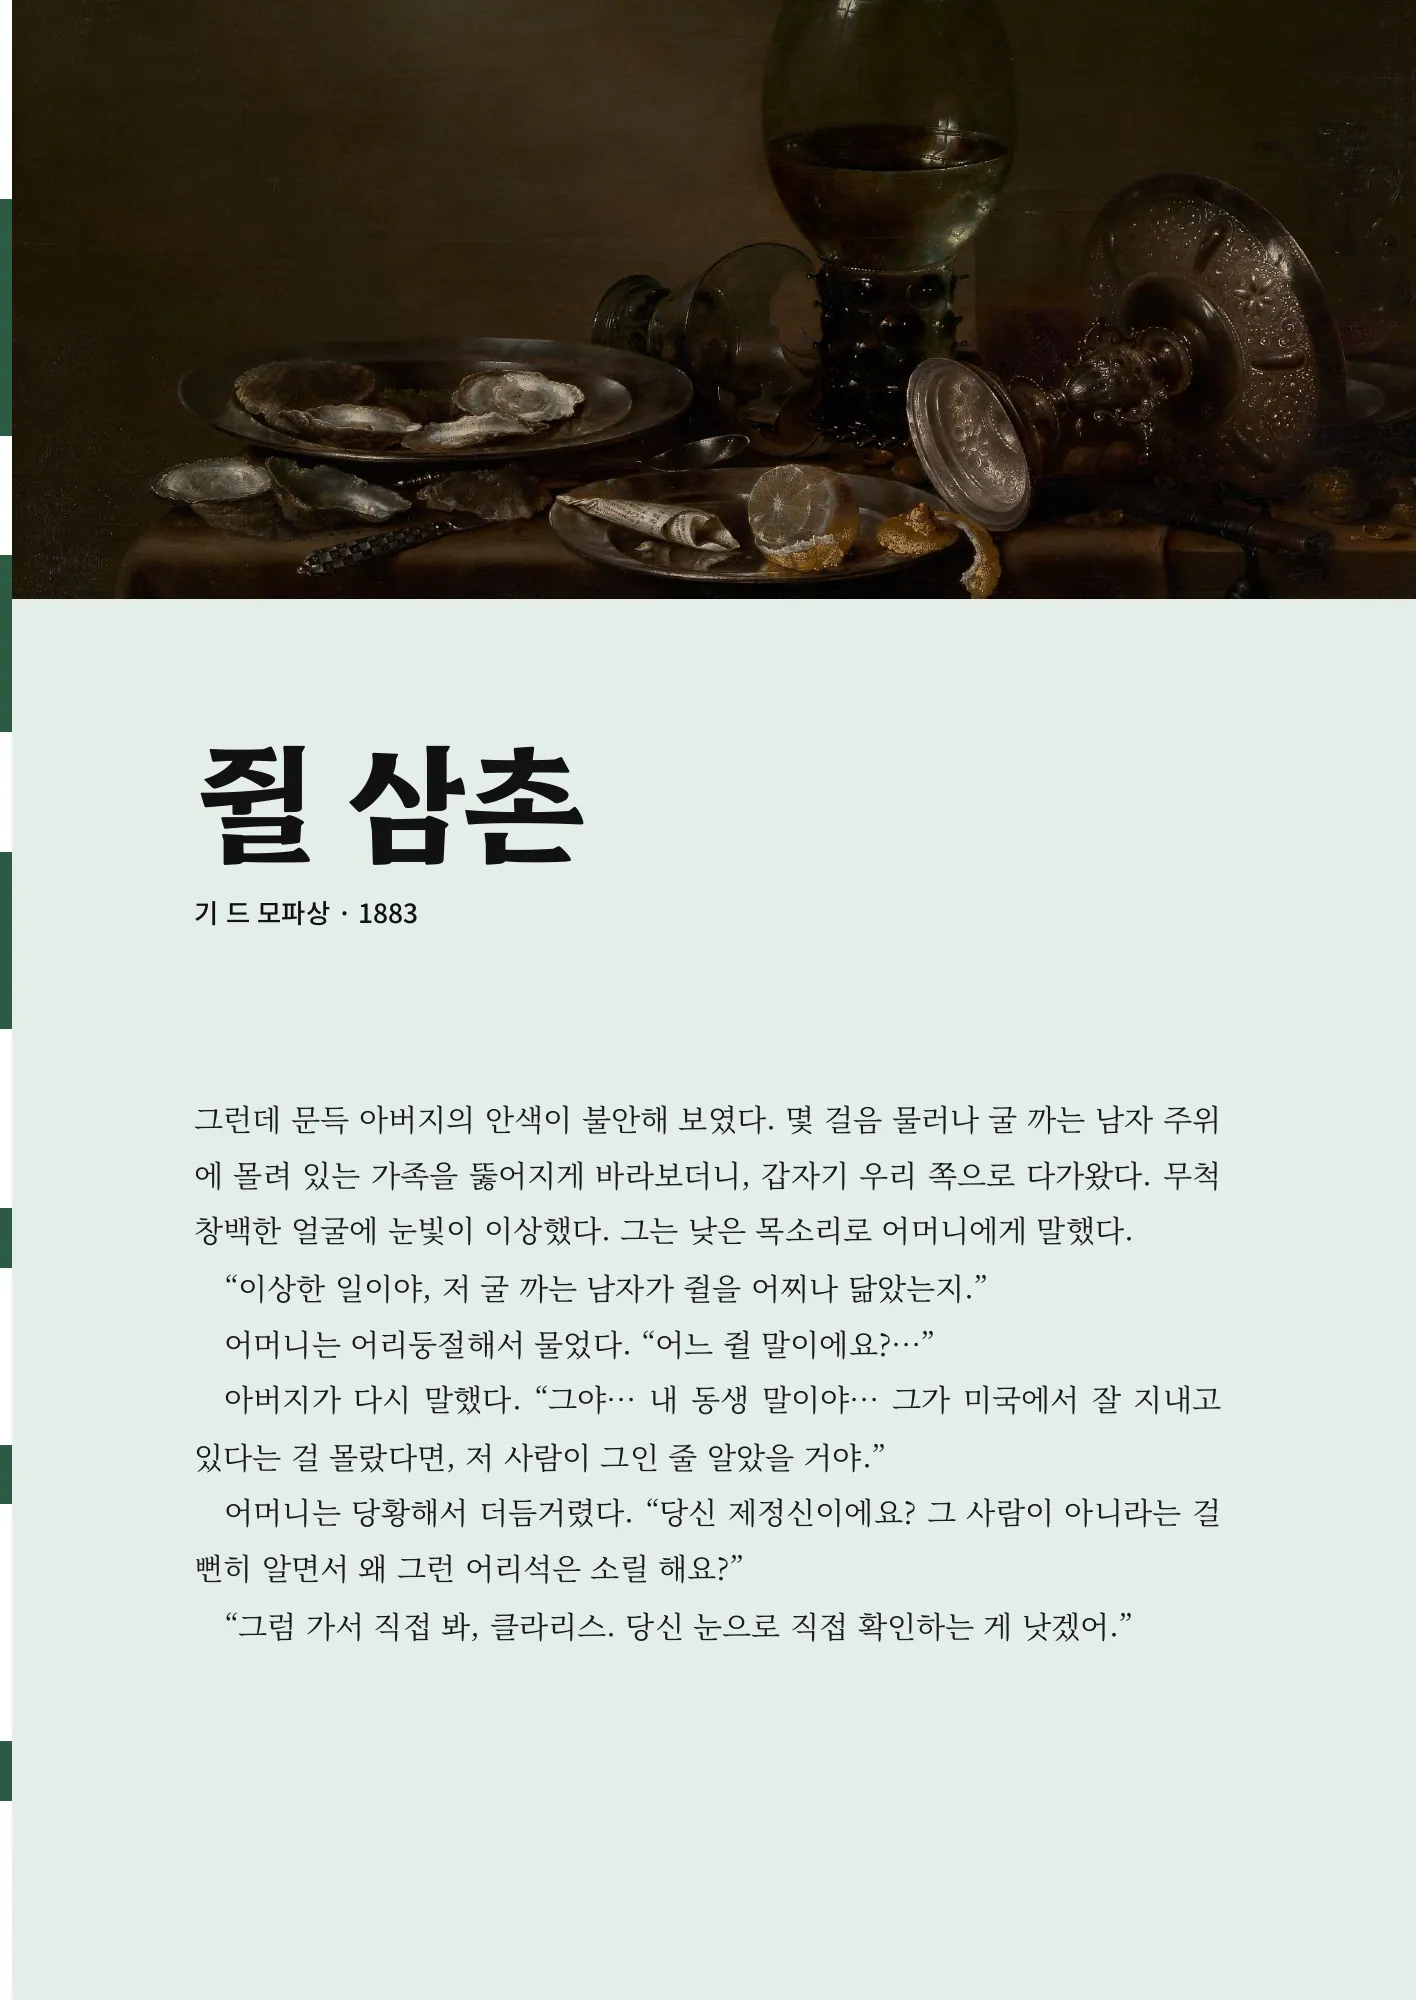 쥘 삼촌
기 드 모파상 · 1883
그런데 문득 아버지의 안색이 불안해 보였다. 몇 걸음 물러나 굴 까는 남자 주위
에 몰려 있는 가족을 뚫어지게 바라보더니, 갑자기 우리 쪽으로 다가왔다. 무척
창백한 얼굴에 눈빛이 이상했다. 그는 낮은 목소리로 어머니에게 말했다.
“이상한 일이야, 저 굴 까는 남자가 쥘을 어찌나 닮았는지.”
어머니는 어리둥절해서 물었다. “어느 쥘 말이에요?…”
아버지가 다시 말했다. “그야… 내 동생 말이야… 그가 미국에서 잘 지내고
있다는 걸 몰랐다면, 저 사람이 그인 줄 알았을 거야.”
어머니는 당황해서 더듬거렸다. “당신 제정신이에요? 그 사람이 아니라는 걸
뻔히 알면서 왜 그런 어리석은 소릴 해요?”
“그럼 가서 직접 봐, 클라리스. 당신 눈으로 직접 확인하는 게 낫겠어.”